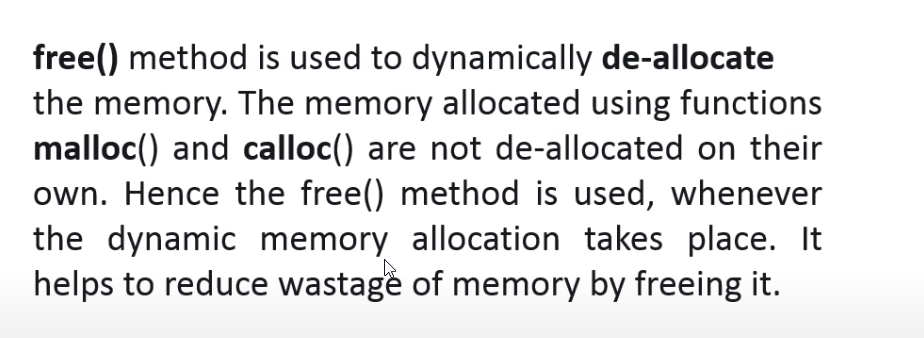 free() method is used to dynamically de-allocate
the memory. The memory allocated using functions
malloc() and calloc() are not de-allocated on their
own. Hence the free() method is used, whenever
the dynamic memory allocation takes place. It
helps to reduce wastage of memory by freeing it.